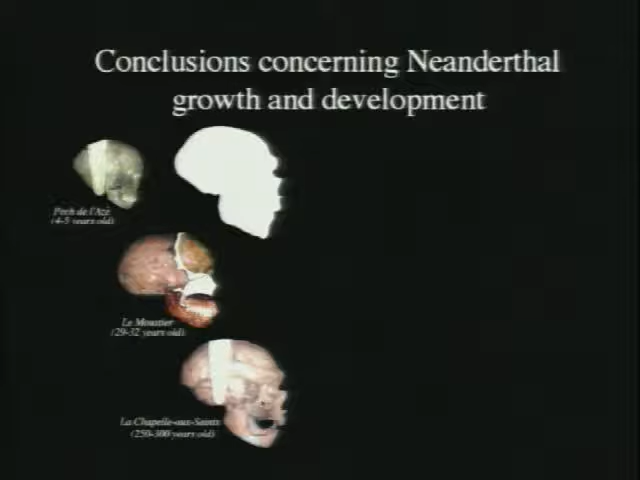 Conclusions concerning Neanderthal
growth and development
Pech de l'Azé
(4-5 years old)
Le Moustier
(29-32 years old)
La Chapelle-aux-Saints
(250-300 years old)